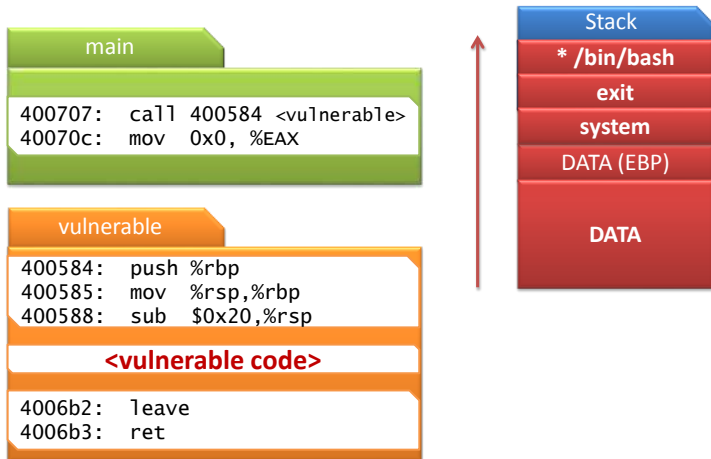 main
400707: call 400584 <vulnerable>
40070c: mov 0x0, %EAX
vulnerable
400584: push %rbp
400585: mov %rsp,%rbp
400588: sub $0x20,%rsp
<vulnerable code>
4006b2: leave
4006b3: ret
Stack
* /bin/bash
exit
system
DATA (EBP)
DATA